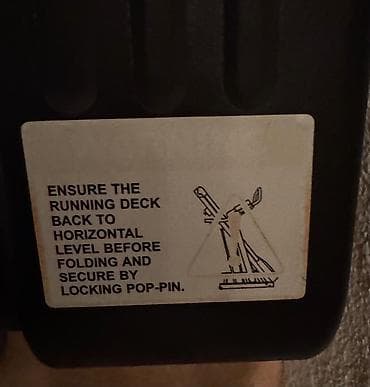 ENSURE THE
RUNNING DECK
BACK TO
HORIZONTAL
LEVEL BEFORE
FOLDING AND
SECURE BY
LOCKING POP-PIN.